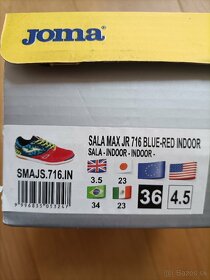 Joma
SALA MAX JR 716 BLUE-RED INDOOR
SALA - INDOOR - INDOOR -
SMAJS.716.IN
3.5 23
36 4.5
34 23